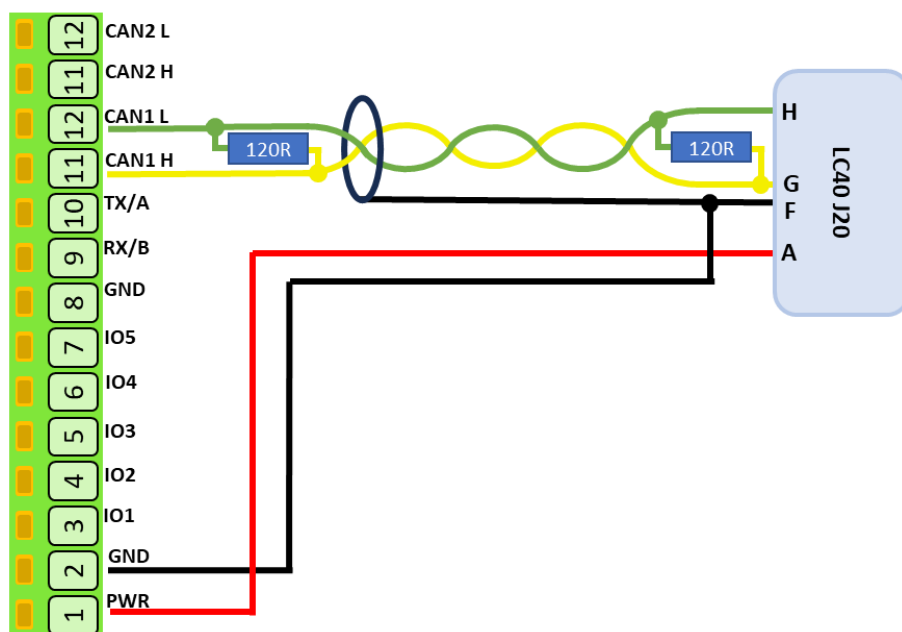 12 CAN2 L
11 CAN2 H
12 CAN1 L
11 CAN1 H
10 TX/A
9 RX/B
8 GND
7 IO5
6 IO4
5 IO3
4 IO2
3 IO1
2 GND
1 PWR
120R
120R
H
G
F
A
LC40 J20